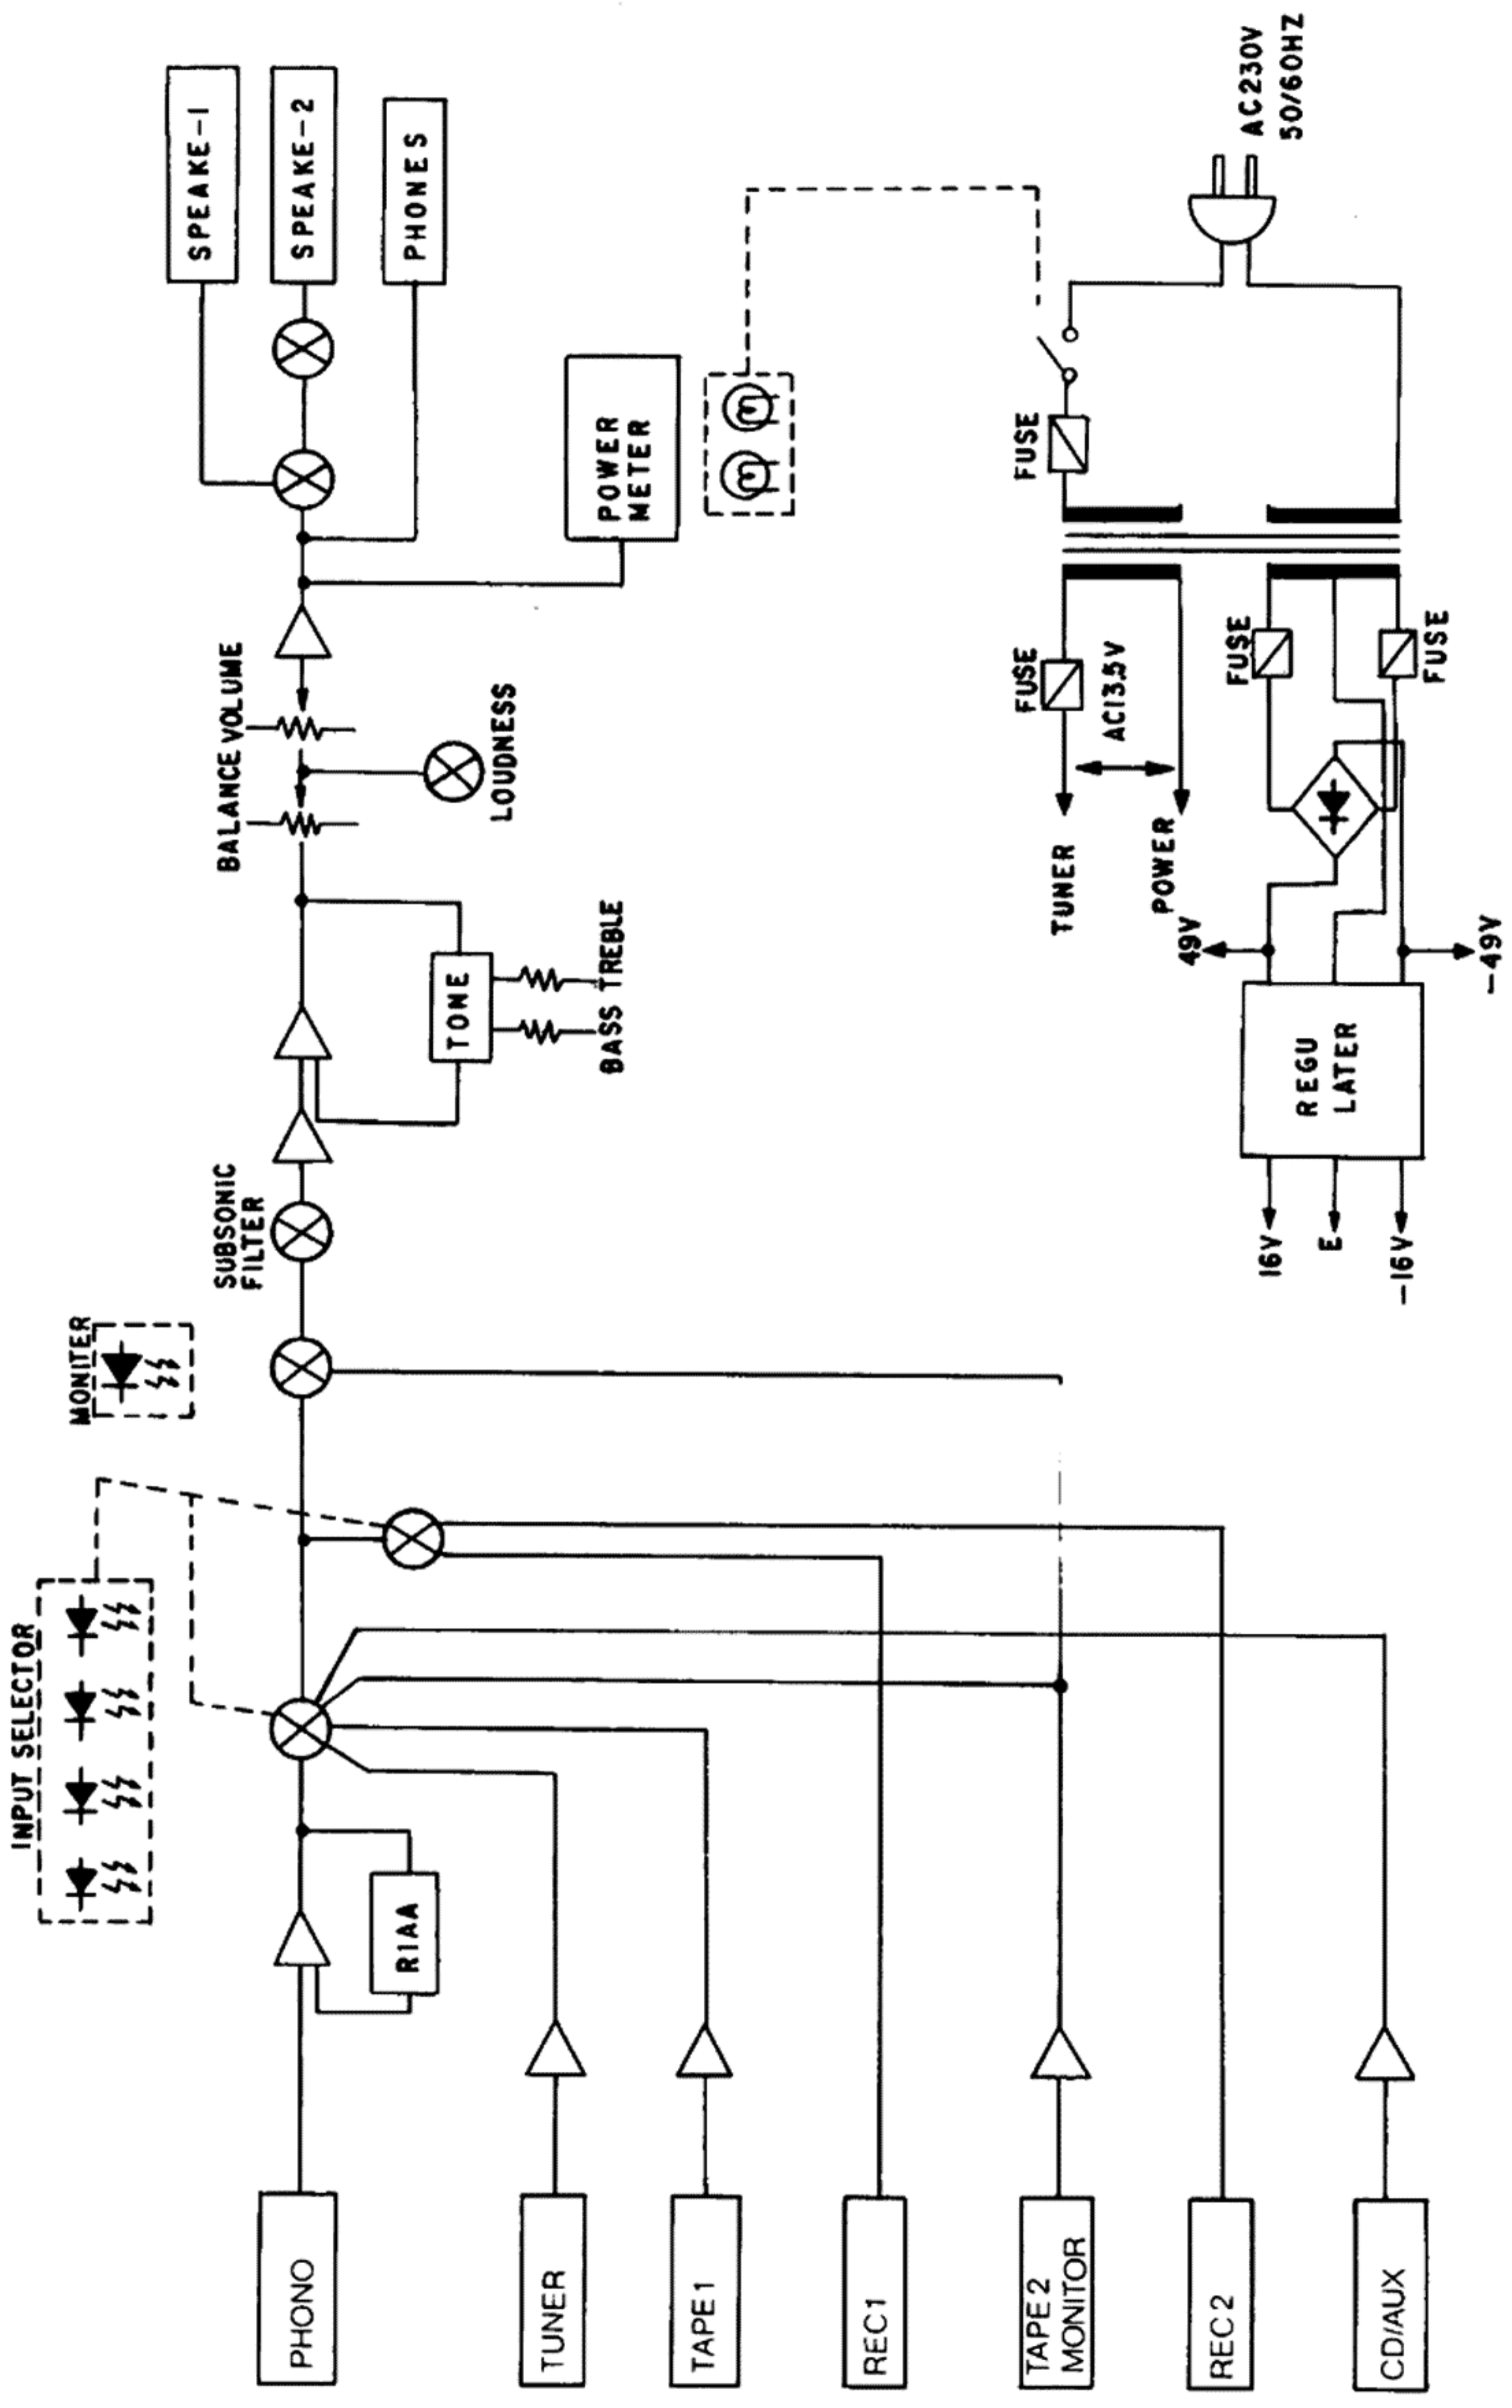 PHONO
TUNER
TAPE1
REC1
TAPE2
MONITOR
REC2
CD/AUX
INPUT SELECTOR
RIAA
MONITER
SUBSONIC
FILTER
TONE
BASS TREBLE
BALANCE VOLUME
LOUDNESS
POWER
METER
SPEAKE-1
SPEAKE-2
PHONES
AC230V
50/60HZ
FUSE
FUSE
AC13.5V
FUSE
FUSE
TUNER
POWER
49V
-49V
REGU
LATER
16V
E
-16V